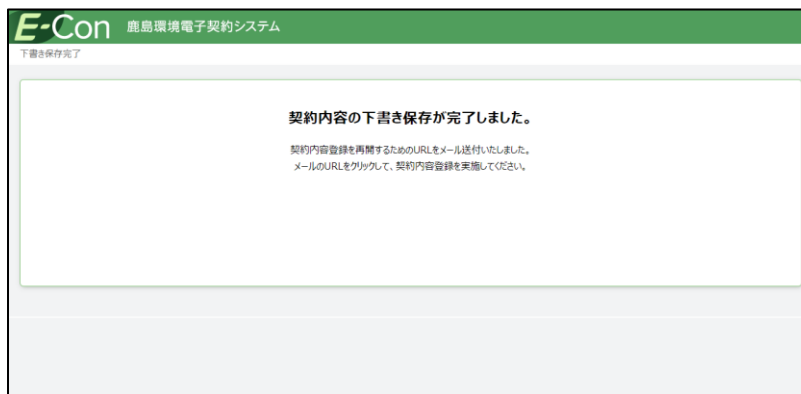 E-Con 鹿島環境電子契約システム
下書き保存完了
契約内容の下書き保存が完了しました。
契約内容登録を再開するためのURLをメール送付いたしました。
メールのURLをクリックして、契約内容登録を実施してください。